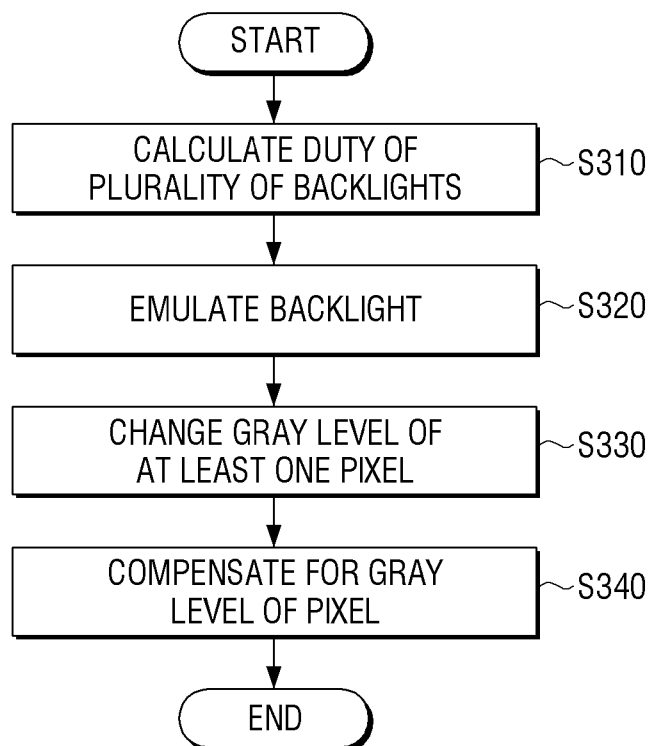 START
CALCULATE DUTY OF
PLURALITY OF BACKLIGHTS
S310
EMULATE BACKLIGHT
S320
CHANGE GRAY LEVEL OF
AT LEAST ONE PIXEL
S330
COMPENSATE FOR GRAY
LEVEL OF PIXEL
S340
END